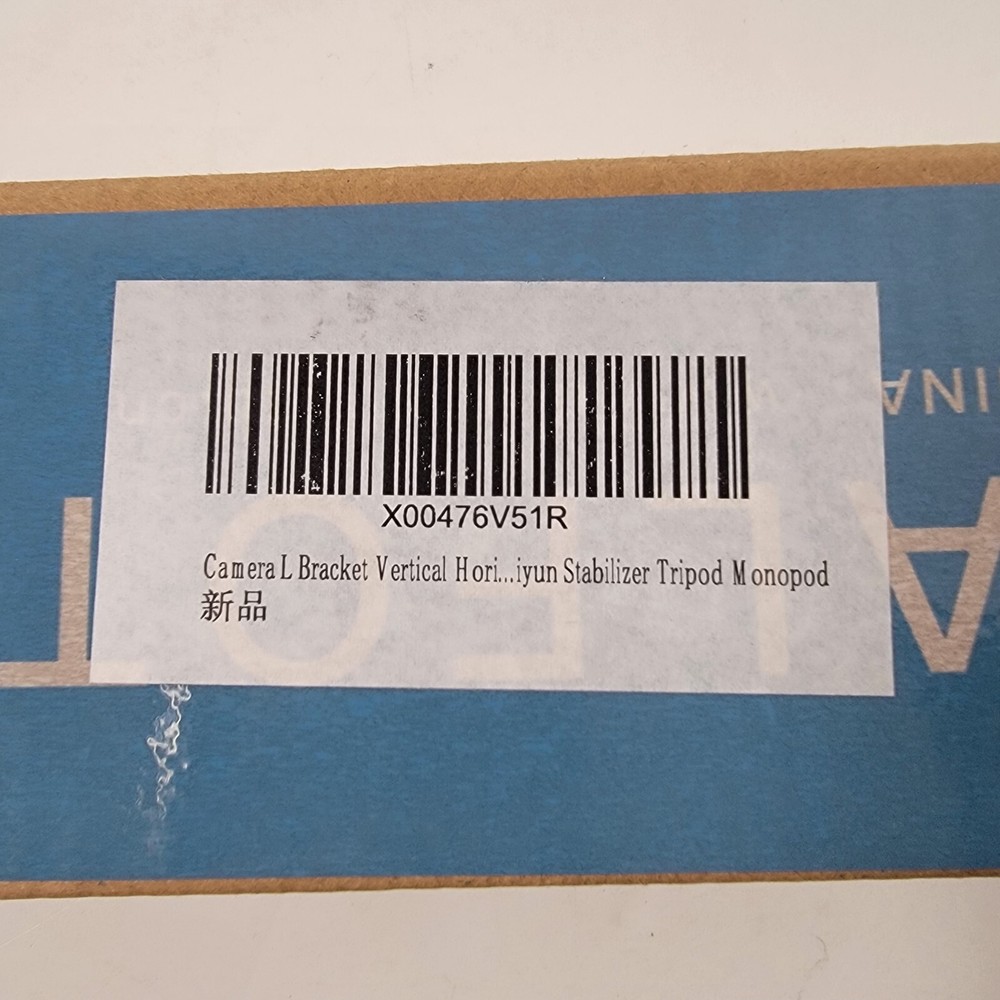 X00476V51R
Camera L Bracket Vertical Hori...iyun Stabilizer Tripod Monopod
新品